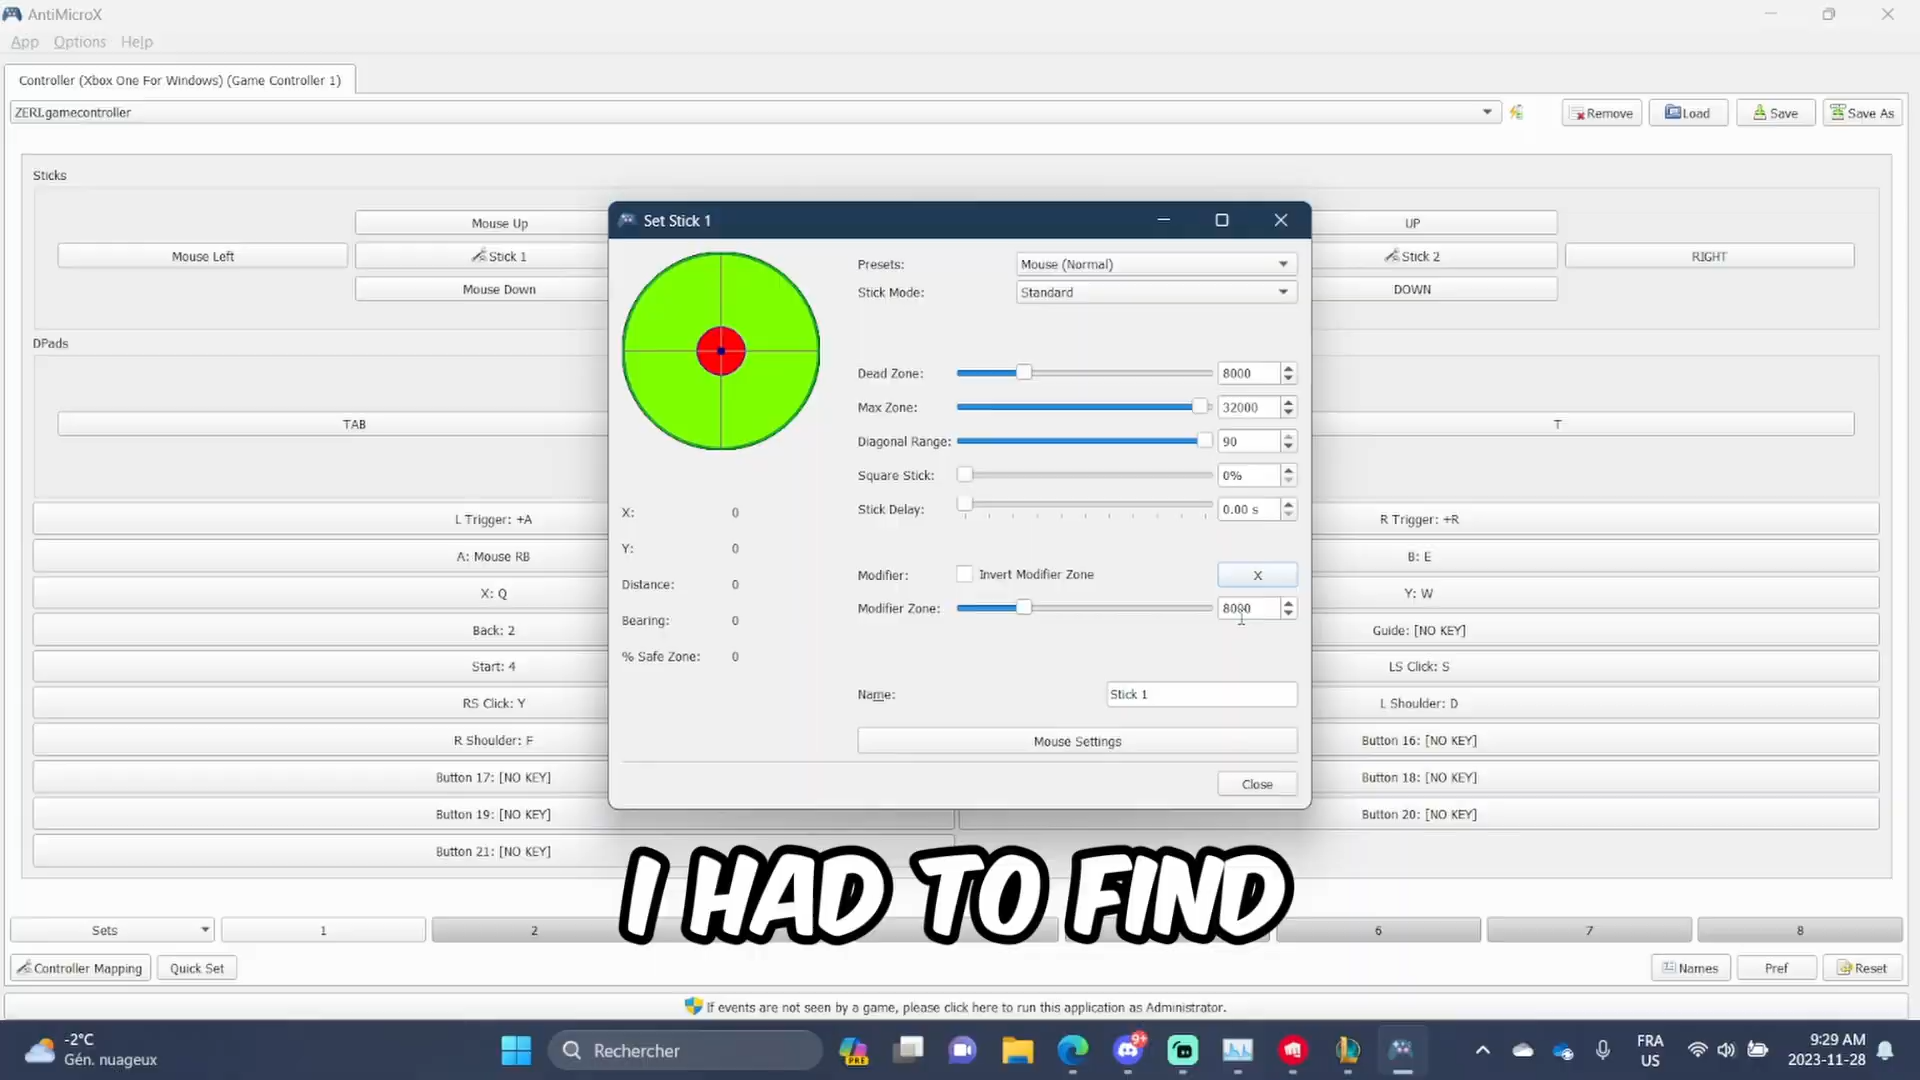 AntiMicroX
App Options Help
Controller (Xbox One For Windows) (Game Controller 1)
ZERI.gamecontroller
Remove Load Save Save As
Sticks
Mouse Up
Mouse Left Stick 1
Mouse Down
UP
Stick 2 RIGHT
DOWN
DPads
TAB
T
L Trigger: +A
R Trigger: +R
A: Mouse RB
B: E
X: Q
Y: W
Back: 2
Guide: [NO KEY]
Start: 4
LS Click: S
RS Click: Y
L Shoulder: D
R Shoulder: F
Button 16: [NO KEY]
Button 17: [NO KEY]
Button 18: [NO KEY]
Button 19: [NO KEY]
Button 20: [NO KEY]
Button 21: [NO KEY]
Set Stick 1
Presets: Mouse (Normal)
Stick Mode: Standard
Dead Zone: 8000
Max Zone: 32000
Diagonal Range: 90
Square Stick: 0%
Stick Delay: 0.00 s
X: 0
Y: 0
Distance: 0
Bearing: 0
% Safe Zone: 0
Modifier: Invert Modifier Zone X
Modifier Zone: 8000
Name: Stick 1
Mouse Settings
Close
I HAD TO FIND
Sets 1 2 6 7 8
Controller Mapping Quick Set
Names Pref Reset
If events are not seen by a game, please click here to run this application as Administrator.
-2°C
Gén. nuageux
Rechercher
PRE
9+
FRA
US
9:29 AM
2023-11-28